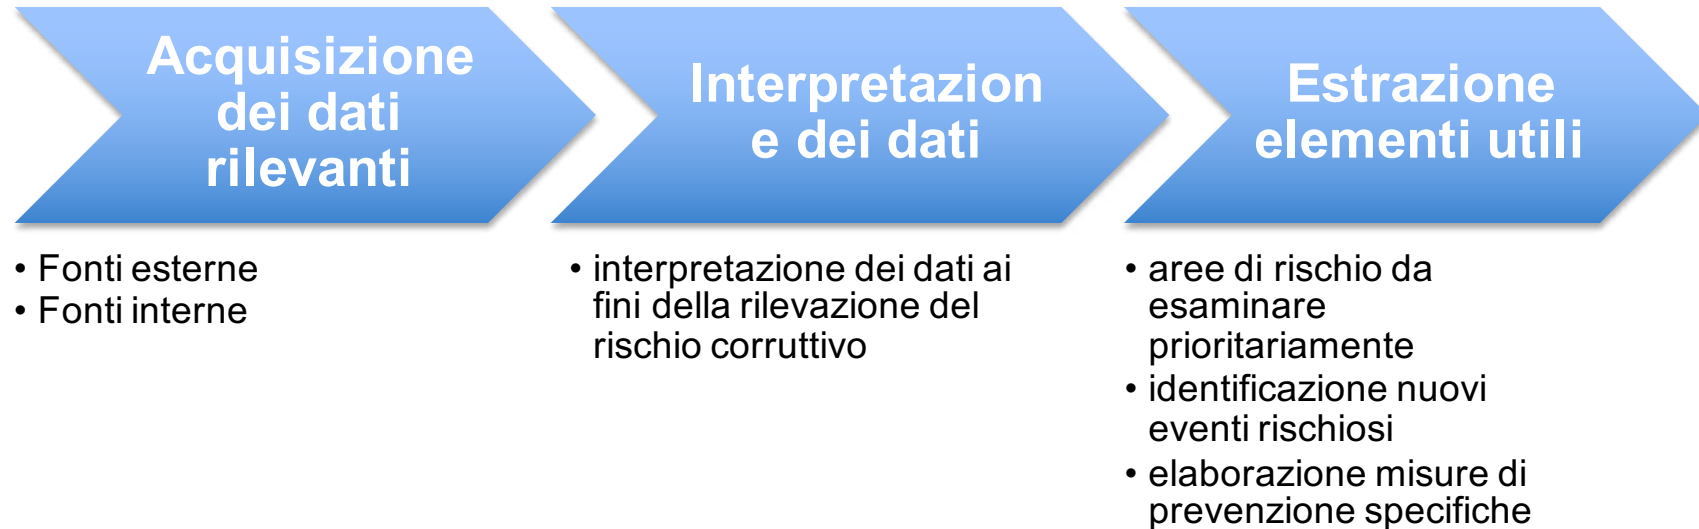 Acquisizione
dei dati
rilevanti
• Fonti esterne
• Fonti interne
Interpretazion
e dei dati
• interpretazione dei dati ai
fini della rilevazione del
rischio corruttivo
Estrazione
elementi utili
• aree di rischio da
esaminare
prioritariamente
• identificazione nuovi
eventi rischiosi
• elaborazione misure di
prevenzione specifiche